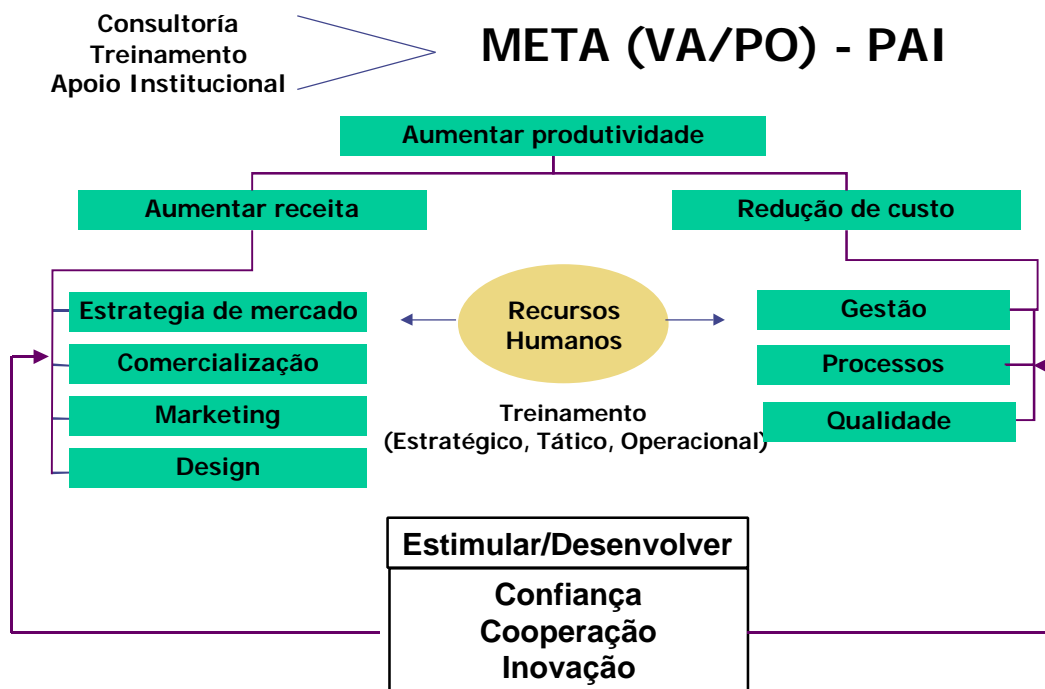 Consultoría
Treinamento
Apoio Institucional
META (VA/PO) - PAI
Aumentar produtividade
Aumentar receita
Redução de custo
Estrategia de mercado
Comercialização
Marketing
Design
Recursos
Humanos
Treinamento
(Estratégico, Tático, Operacional)
Gestão
Processos
Qualidade
Estimular/Desenvolver
Confiança
Cooperação
Inovação